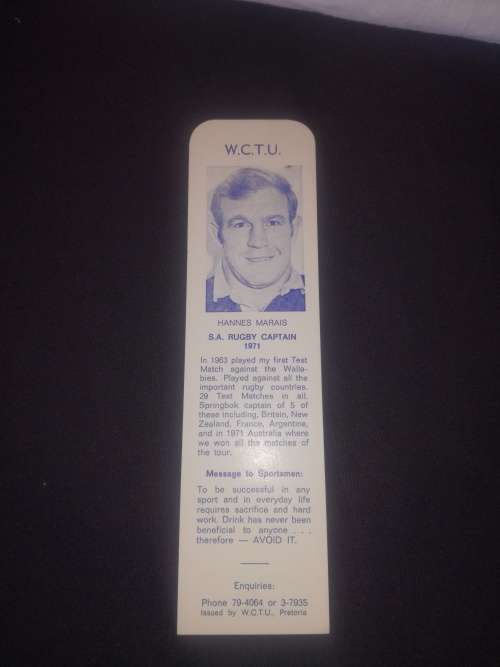 W.C.T.U.
HANNES MARAIS
S.A. RUGBY CAPTAIN
1971
In 1963 played my first Test
Match against the Walle-
bies. Played against all the
important rugby countries.
29 Test Matches in all.
Springbok captain of 5 of
these including, Britain, New
Zealand, France, Argentine,
and in 1971 Australia where
we won all the matches of
the tour.
Message to Sportsmen:
To be successful in any
sport and in everyday life
requires sacrifice and hard
work. Drink has never been
beneficial to anyone . . . .
therefore — AVOID IT.
Enquiries:
Phone 79-4064 or 3-7935
Issued by W.C.T.U., Pretoria